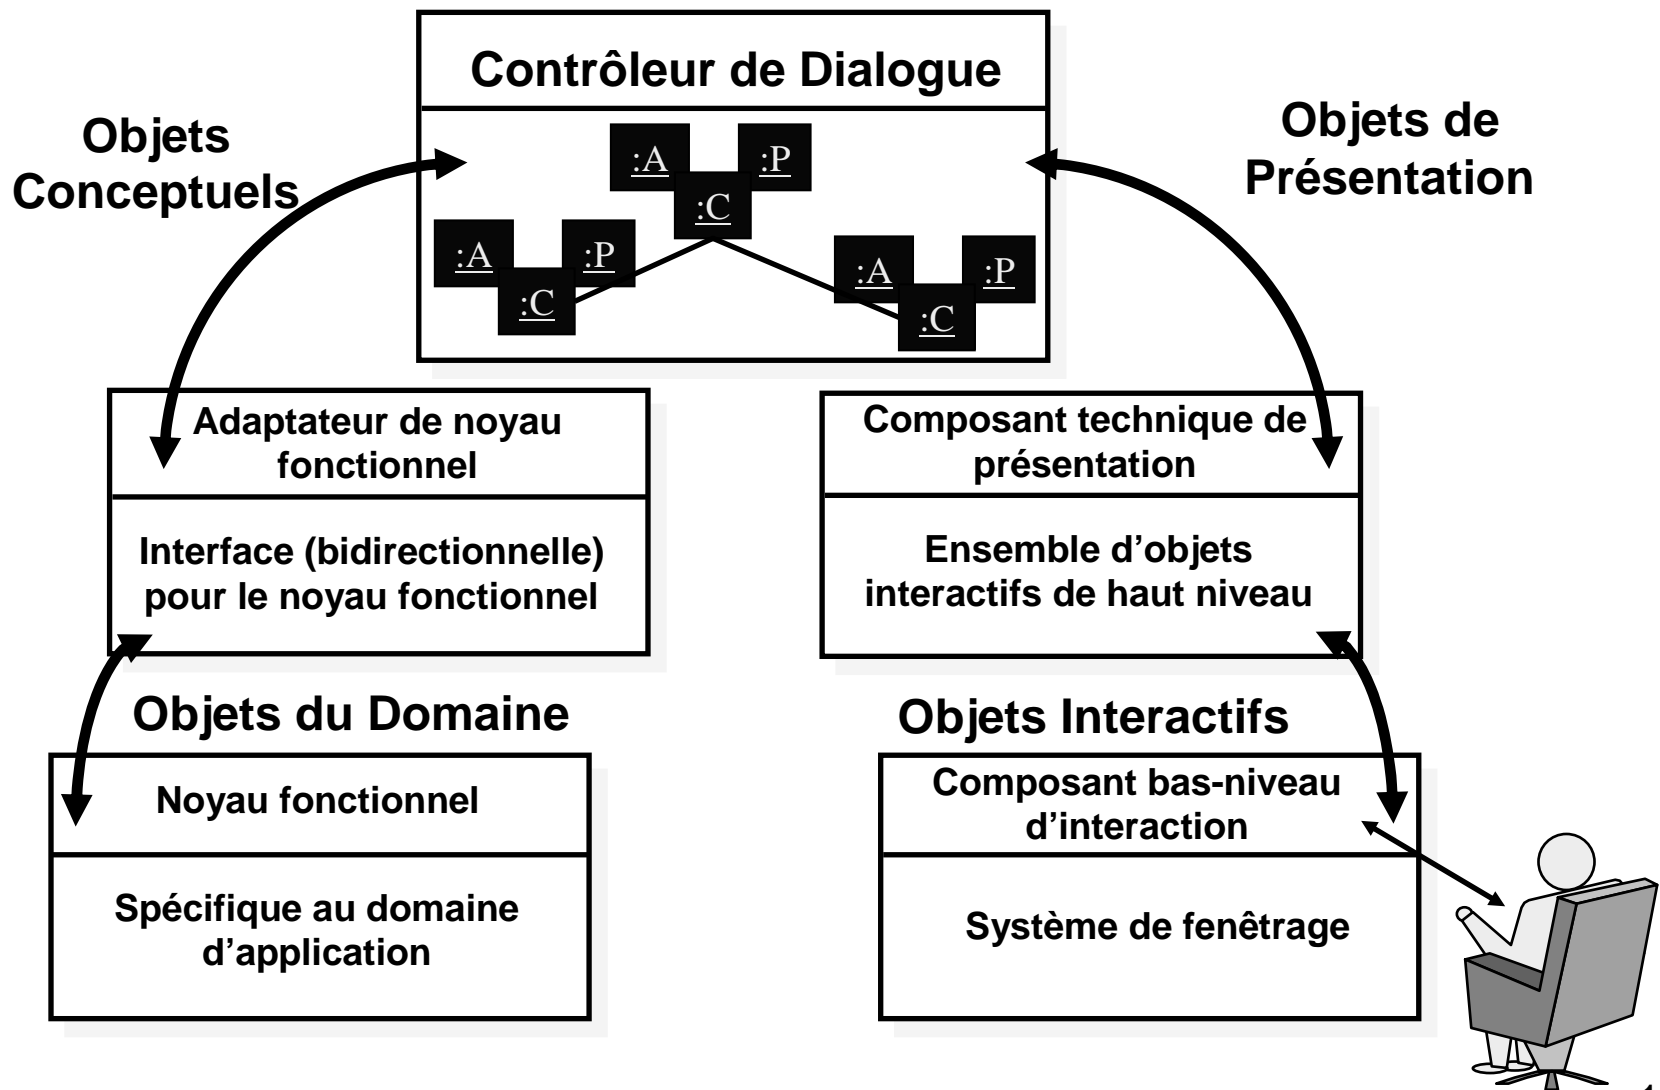 Contrôleur de Dialogue
Objets
Conceptuels
Objets de
Présentation
:A
:P
:C
:A
:P
:C
:A
:P
:C
Adaptateur de noyau
fonctionnel
Interface (bidirectionnelle)
pour le noyau fonctionnel
Composant technique de
présentation
Ensemble d’objets
interactifs de haut niveau
Objets du Domaine
Objets Interactifs
Noyau fonctionnel
Spécifique au domaine
d’application
Composant bas-niveau
d’interaction
Système de fenêtrage